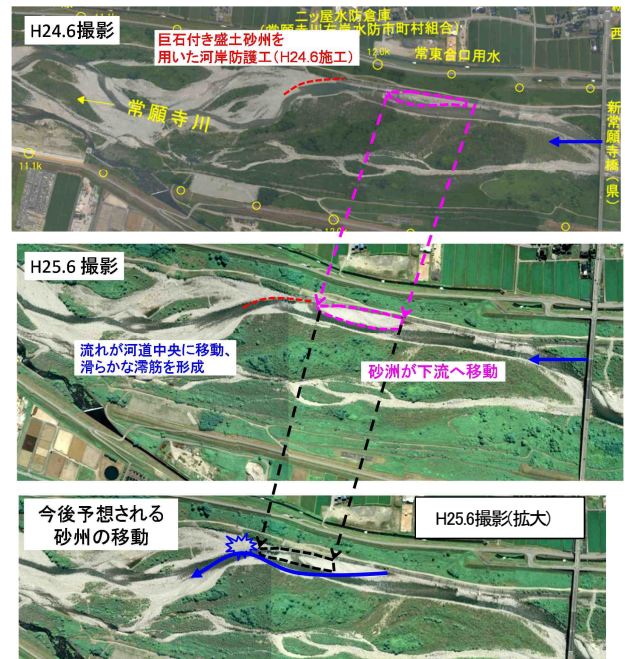 H24.6撮影
二ッ屋水防倉庫
(常願寺川右岸水防市町村組合)
巨石付き盛土砂州を
用いた河岸防護工(H24.6施工)
12.0k
常東合口用水
常願寺川
新常願寺橋(県)
11.1k
H25.6 撮影
流れが河道中央に移動、
滑らかな澪筋を形成
砂洲が下流へ移動
今後予想される
砂州の移動
H25.6撮影(拡大)